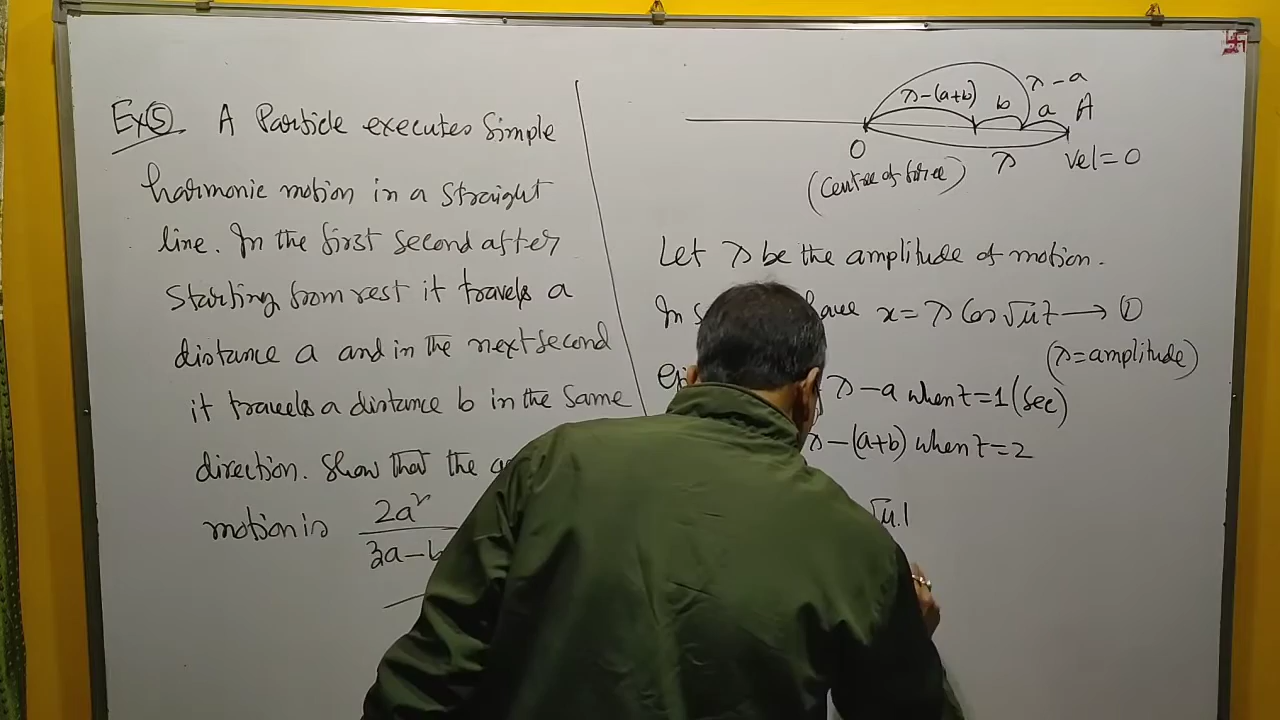 Ex⑤. A Particle executes Simple
harmonic motion in a straight
line. In the first second after
starting from rest it travels a
distance a and in the next second
it travels a distance b in the same
direction. Show that the
motion is 2a²
3a-b
λ-(a+b) b λ-a
a A
O λ vel=0
(Centre of force)
Let λ be the amplitude of motion.
In x = λ Cos √μ t → ①
(λ=amplitude)
λ-a when t=1 (sec)
λ-(a+b) when t=2
√μ.1